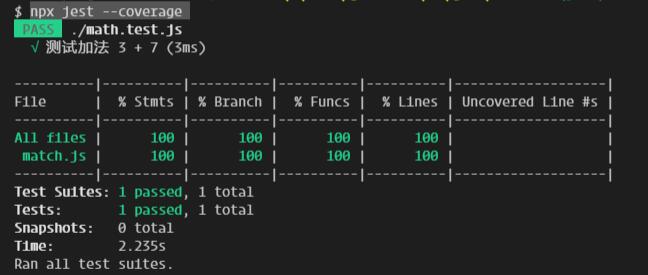 $ npx jest --coverage
PASS ./math.test.js
√ 测试加法 3 + 7 (3ms)
----------|----------|----------|----------|----------|-------------------|
File      |  % Stmts | % Branch |  % Funcs |  % Lines | Uncovered Line #s |
----------|----------|----------|----------|----------|-------------------|
All files |      100 |      100 |      100 |      100 |                   |
 match.js |      100 |      100 |      100 |      100 |                   |
----------|----------|----------|----------|----------|-------------------|
Test Suites: 1 passed, 1 total
Tests:       1 passed, 1 total
Snapshots:   0 total
Time:        2.235s
Ran all test suites.